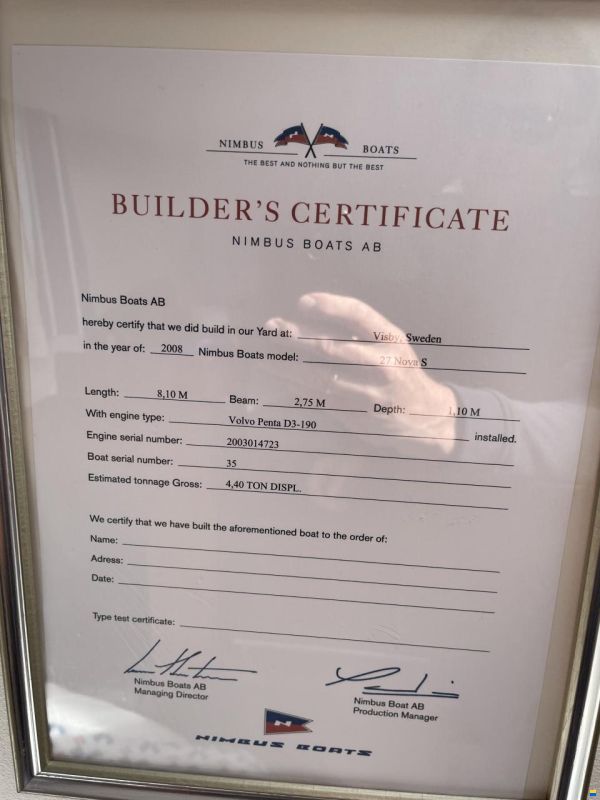 NIMBUS BOATS
THE BEST AND NOTHING BUT THE BEST
BUILDER'S CERTIFICATE
NIMBUS BOATS AB
Nimbus Boats AB
hereby certify that we did build in our Yard at: Visby, Sweden
in the year of: 2008 Nimbus Boats model: 27 Nova S
Length: 8,10 M Beam: 2,75 M Depth: 1,10 M
With engine type: Volvo Penta D3-190 installed.
Engine serial number: 2003014723
Boat serial number: 35
Estimated tonnage Gross: 4,40 TON DISPL.
We certify that we have built the aforementioned boat to the order of:
Name:
Adress:
Date:
Type test certificate:
Nimbus Boats AB
Managing Director
Nimbus Boat AB
Production Manager
N
NIMBUS BOATS